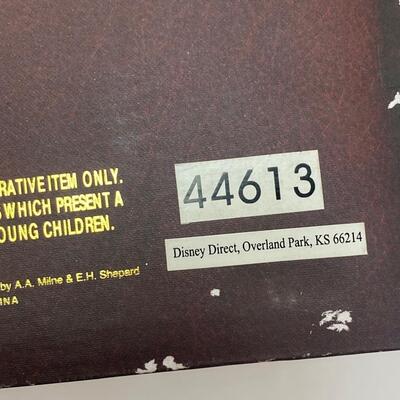 RATIVE ITEM ONLY.
WHICH PRESENT A
OUNG CHILDREN.
by A.A. Milne & E.H. Shepard
INA
44613
Disney Direct, Overland Park, KS 66214